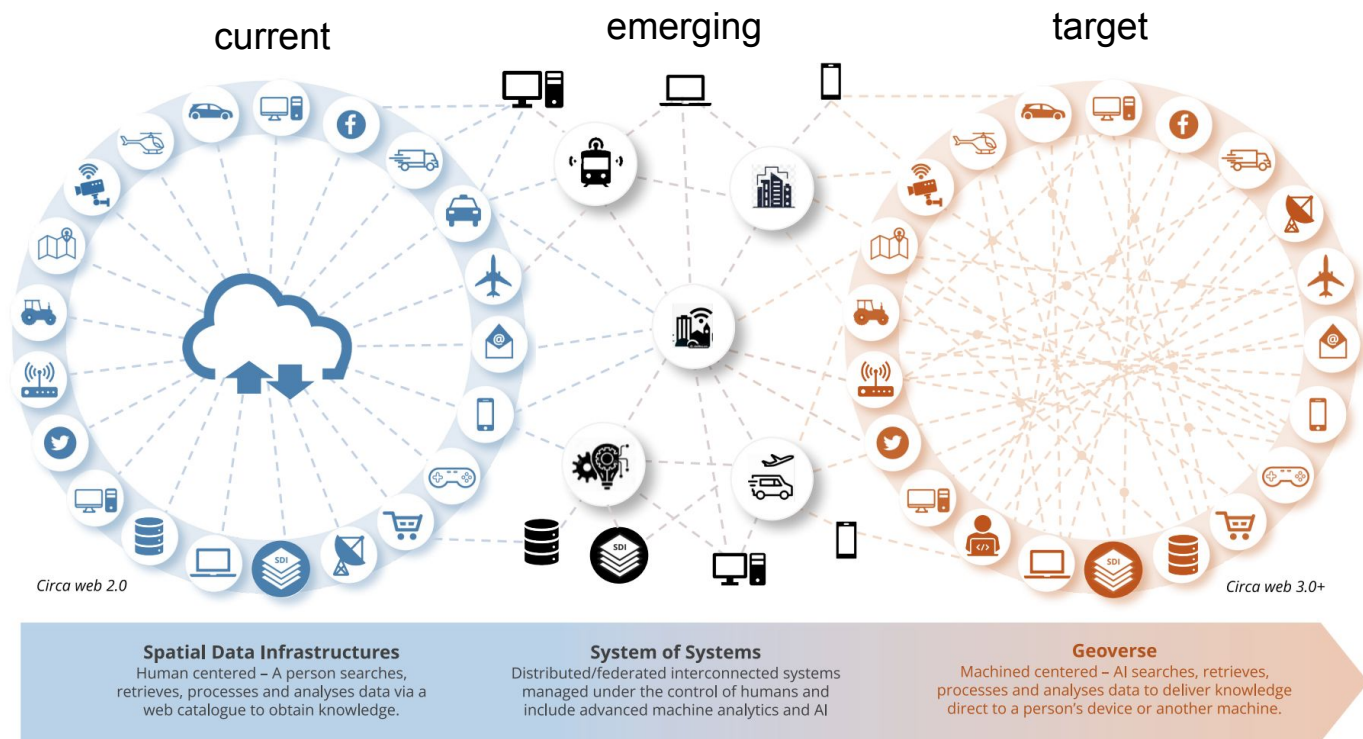 current
emerging
target
SDI
SDI
SDI
Circa web 2.0
Circa web 3.0+
Spatial Data Infrastructures
Human centered – A person searches,
retrieves, processes and analyses data via a
web catalogue to obtain knowledge.
System of Systems
Distributed/federated interconnected systems
managed under the control of humans and
include advanced machine analytics and AI
Geoverse
Machined centered – AI searches, retrieves,
processes and analyses data to deliver knowledge
direct to a person's device or another machine.